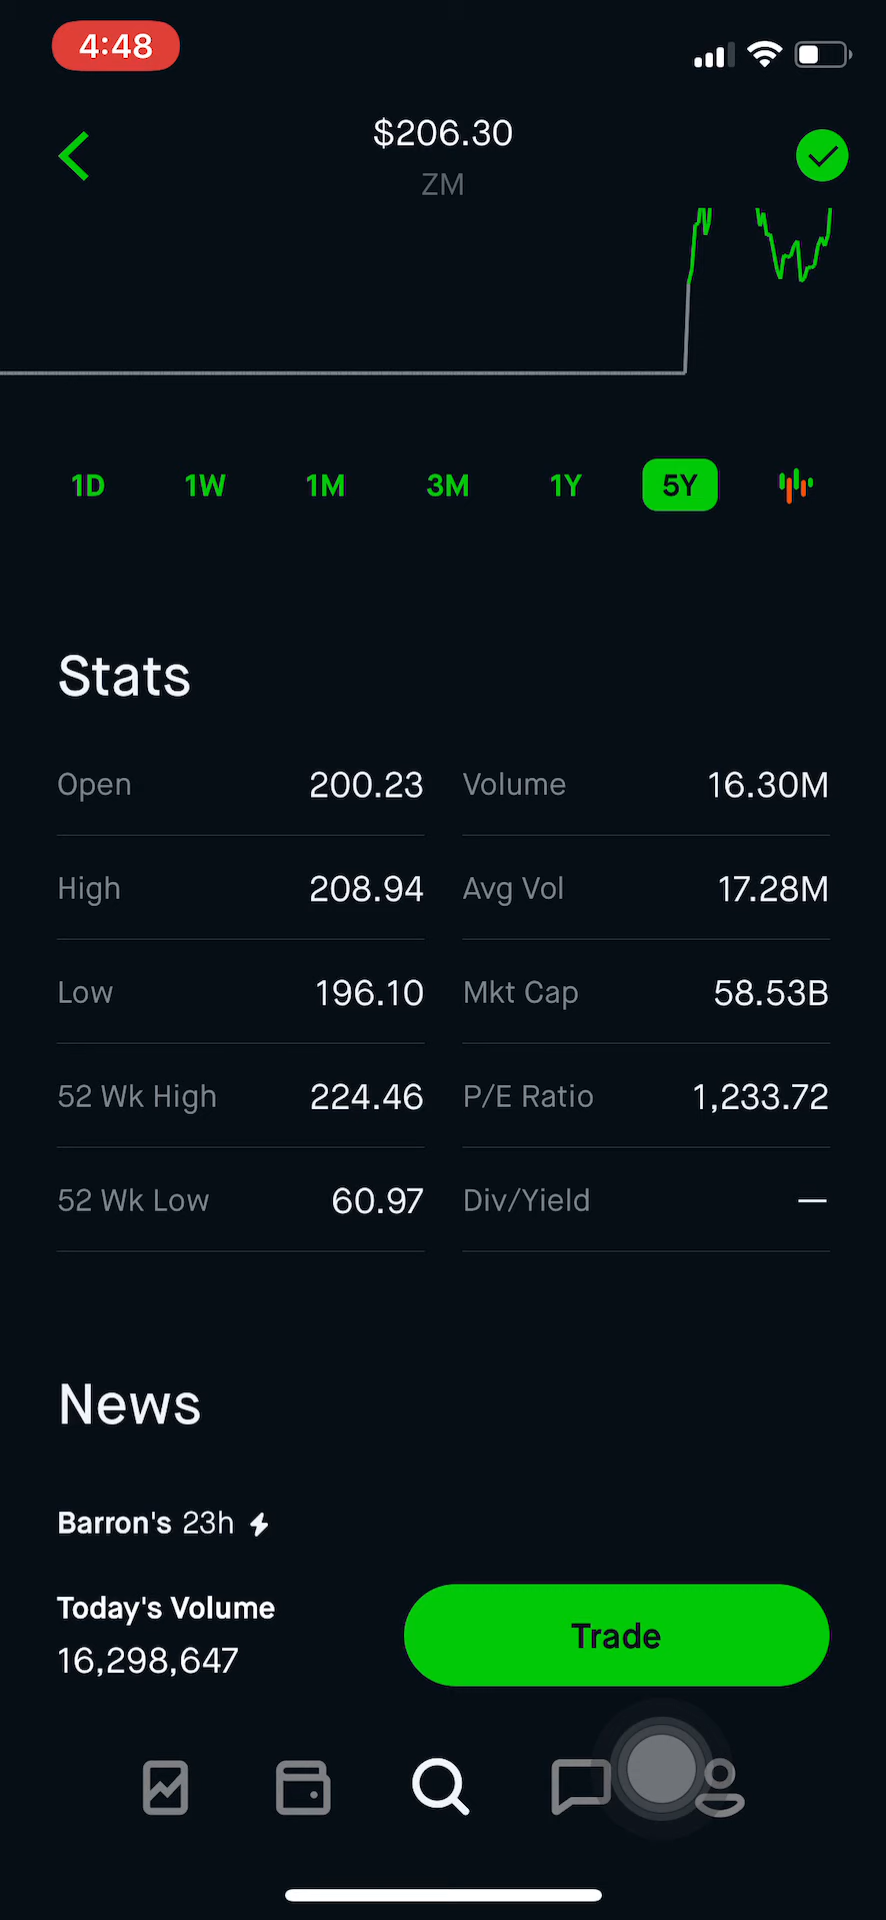 4:48
$206.30
ZM
1D 1W 1M 3M 1Y 5Y
Stats
Open 200.23 Volume 16.30M
High 208.94 Avg Vol 17.28M
Low 196.10 Mkt Cap 58.53B
52 Wk High 224.46 P/E Ratio 1,233.72
52 Wk Low 60.97 Div/Yield —
News
Barron's 23h
Today's Volume
16,298,647
Trade